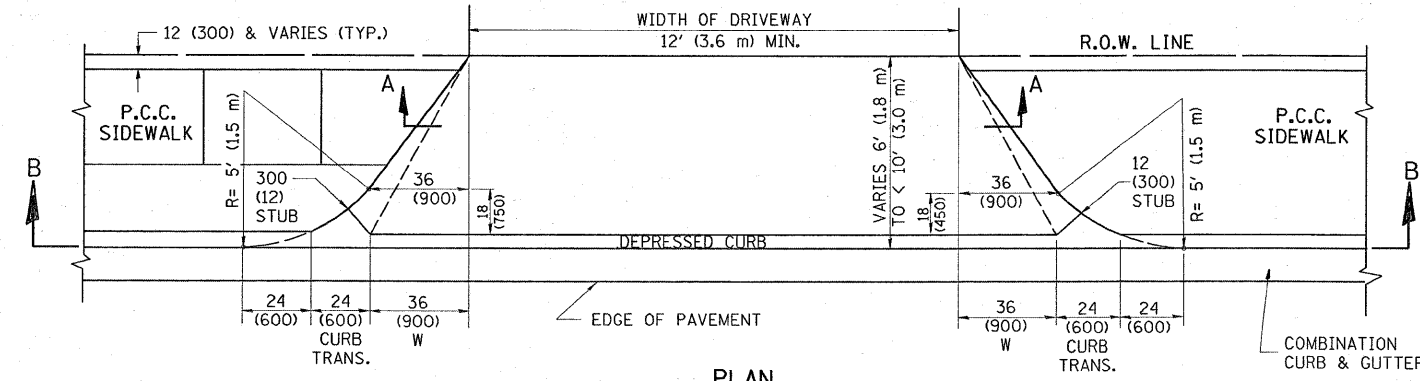 12 (300) & VARIES (TYP.)
WIDTH OF DRIVEWAY
12' (3.6 m) MIN.
R.O.W. LINE
P.C.C.
SIDEWALK
A
A
P.C.C.
SIDEWALK
B
B
R= 5' (1.5 m)
300
(12)
STUB
36
(900)
18
(750)
VARIES 6' (1.8 m)
TO < 10' (3.0 m)
36
(900)
18
(450)
12
(300)
STUB
R= 5' (1.5 m)
DEPRESSED CURB
24
(600)
24
(600)
CURB
TRANS.
36
(900)
W
EDGE OF PAVEMENT
36
(900)
W
24
(600)
CURB
TRANS.
24
(600)
COMBINATION
CURB & GUTTER
PLAN